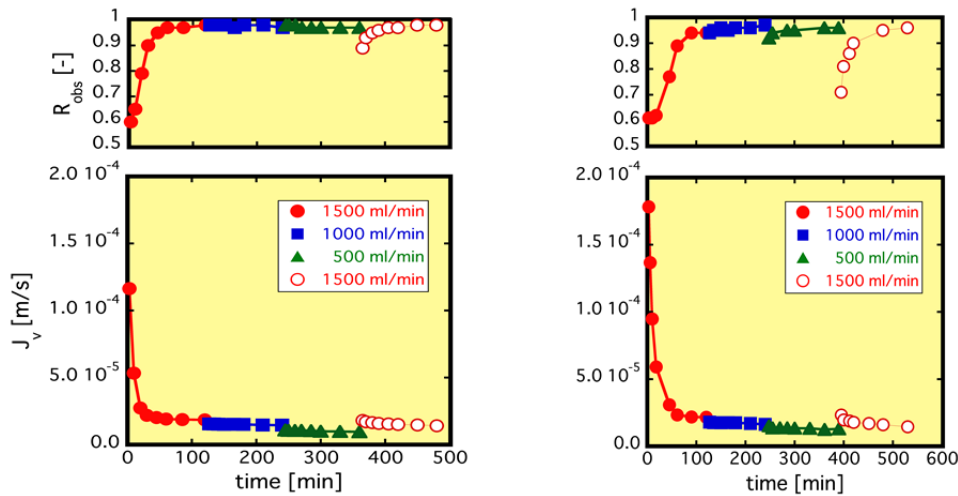 R_obs [-]
1
0.9
0.8
0.7
0.6
0.5
J_v [m/s]
2.0 10^-4
1.5 10^-4
1.0 10^-4
5.0 10^-5
0.0
1500 ml/min
1000 ml/min
500 ml/min
1500 ml/min
0 100 200 300 400 500
time [min]
1
0.9
0.8
0.7
0.6
0.5
2.0 10^-4
1.5 10^-4
1.0 10^-4
5.0 10^-5
0.0
1500 ml/min
1000 ml/min
500 ml/min
1500 ml/min
0 100 200 300 400 500 600
time [min]